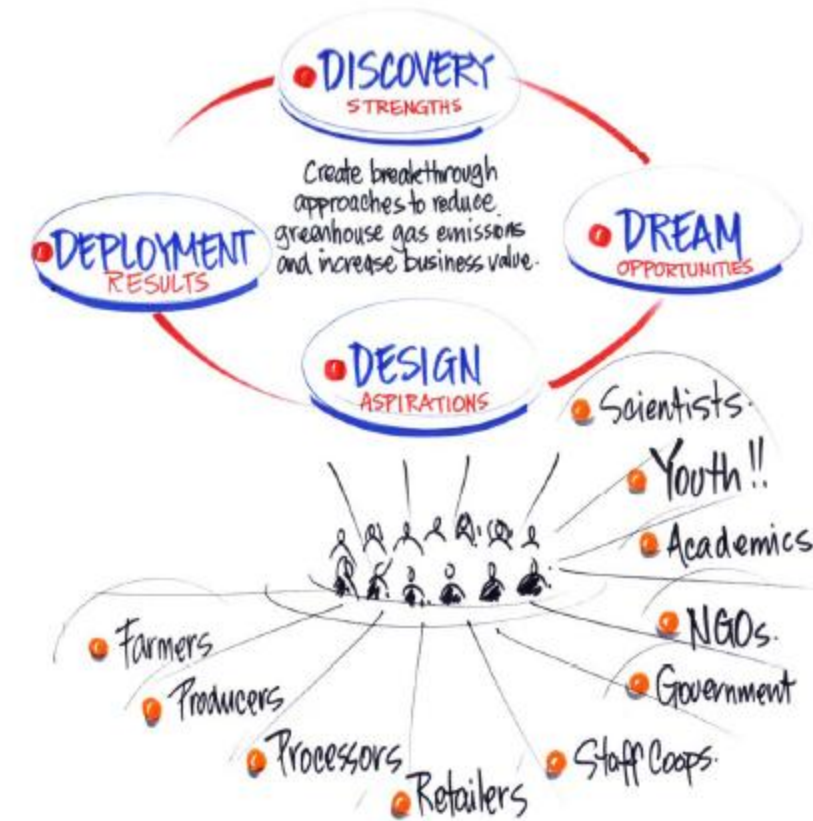 DISCOVERY
STRENGTHS
Create breakthrough
approaches to reduce
greenhouse gas emissions
and increase business value.
DREAM
OPPORTUNITIES
DEPLOYMENT
RESULTS
DESIGN
ASPIRATIONS
Scientists.
Youth!!
Academics
NGOs.
Government
Staff Coops.
Retailers
Processors
Producers
Farmers